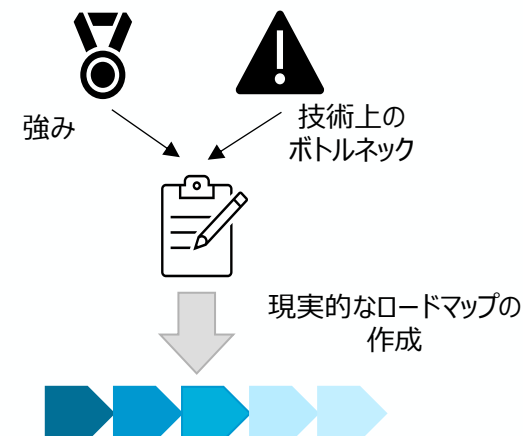 強み
技術上の
ボトルネック
現実的なロードマップの
作成